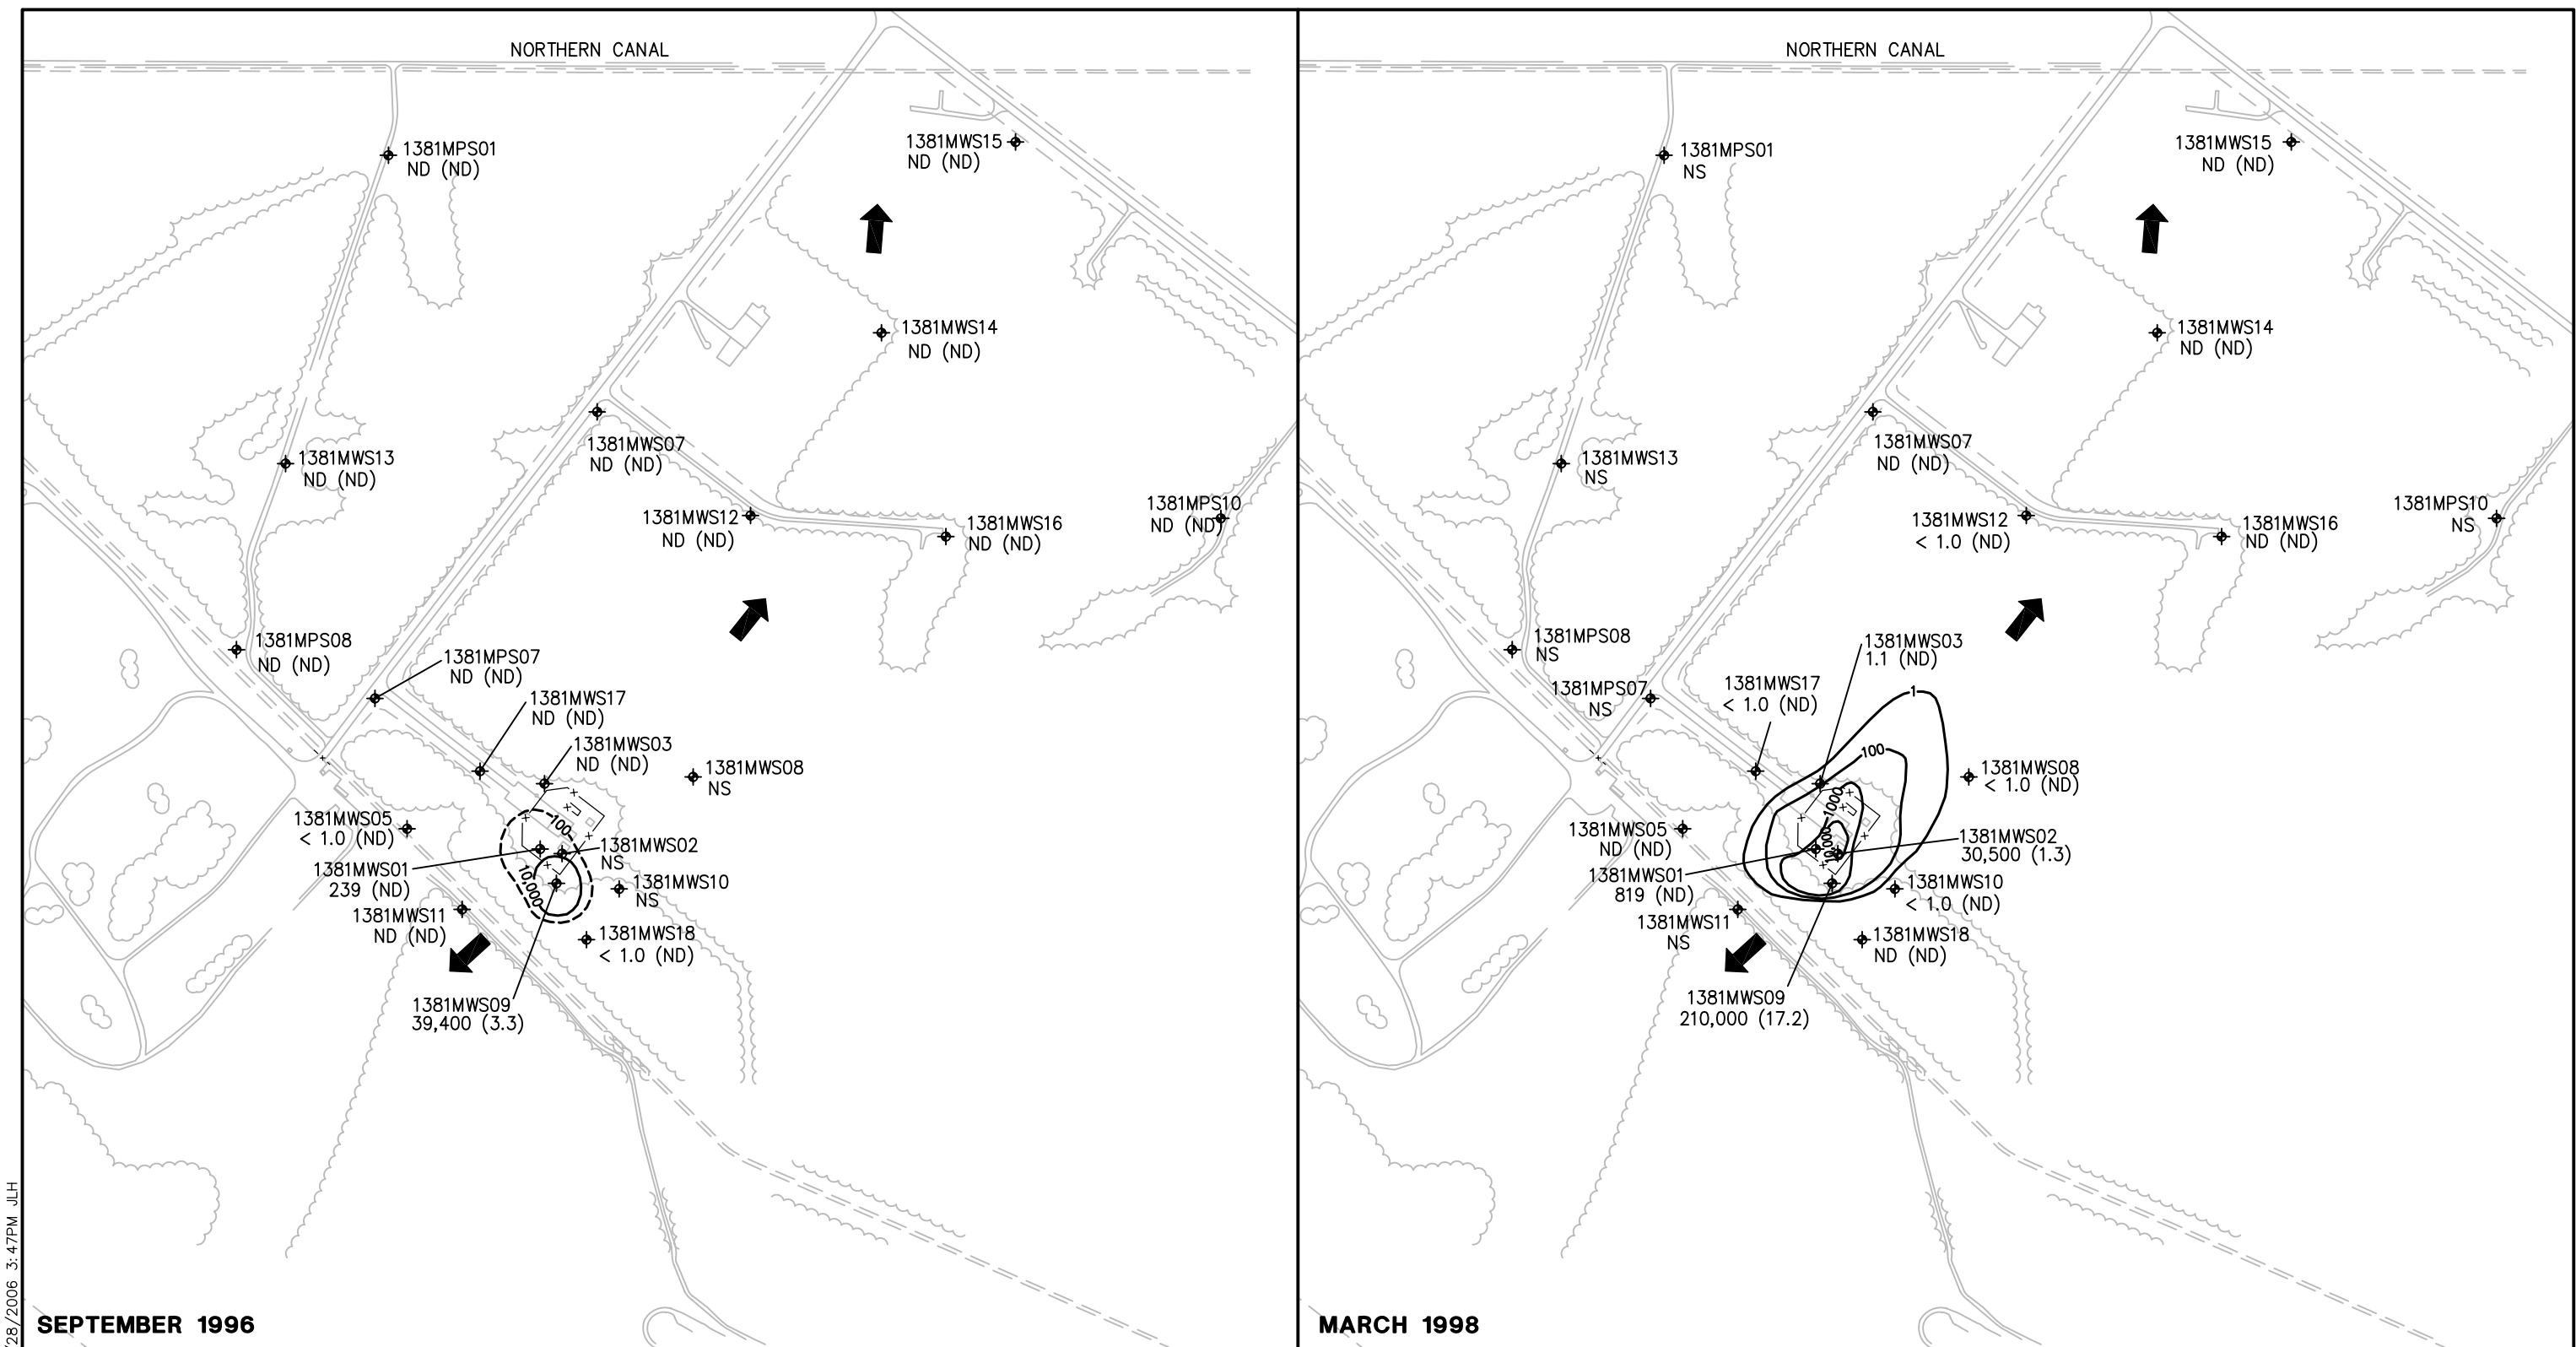 NORTHERN CANAL
1381MPS01
ND (ND)
1381MWS15
ND (ND)
1381MWS14
ND (ND)
1381MWS07
ND (ND)
1381MWS13
ND (ND)
1381MWS12
ND (ND)
1381MPS10
ND (ND)
1381MWS16
ND (ND)
1381MPS08
ND (ND)
1381MPS07
ND (ND)
1381MWS17
ND (ND)
1381MWS03
ND (ND)
1381MWS08
NS
1381MWS05
< 1.0 (ND)
100
1381MWS02
NS
1381MWS01
239 (ND)
10,000
1381MWS10
NS
1381MWS11
ND (ND)
1381MWS18
< 1.0 (ND)
1381MWS09
39,400 (3.3)
SEPTEMBER 1996
28/2006 3:47PM JLH
NORTHERN CANAL
1381MPS01
NS
1381MWS15
ND (ND)
1381MWS14
ND (ND)
1381MWS07
ND (ND)
1381MWS13
NS
1381MWS12
< 1.0 (ND)
1381MPS10
NS
1381MWS16
ND (ND)
1381MPS08
NS
1381MWS03
1.1 (ND)
1381MPS07
NS
1381MWS17
< 1.0 (ND)
1
100
1000
10,000
1381MWS08
< 1.0 (ND)
1381MWS05
ND (ND)
1381MWS02
30,500 (1.3)
1381MWS01
819 (ND)
1381MWS10
< 1.0 (ND)
1381MWS11
NS
1381MWS18
ND (ND)
1381MWS09
210,000 (17.2)
MARCH 1998